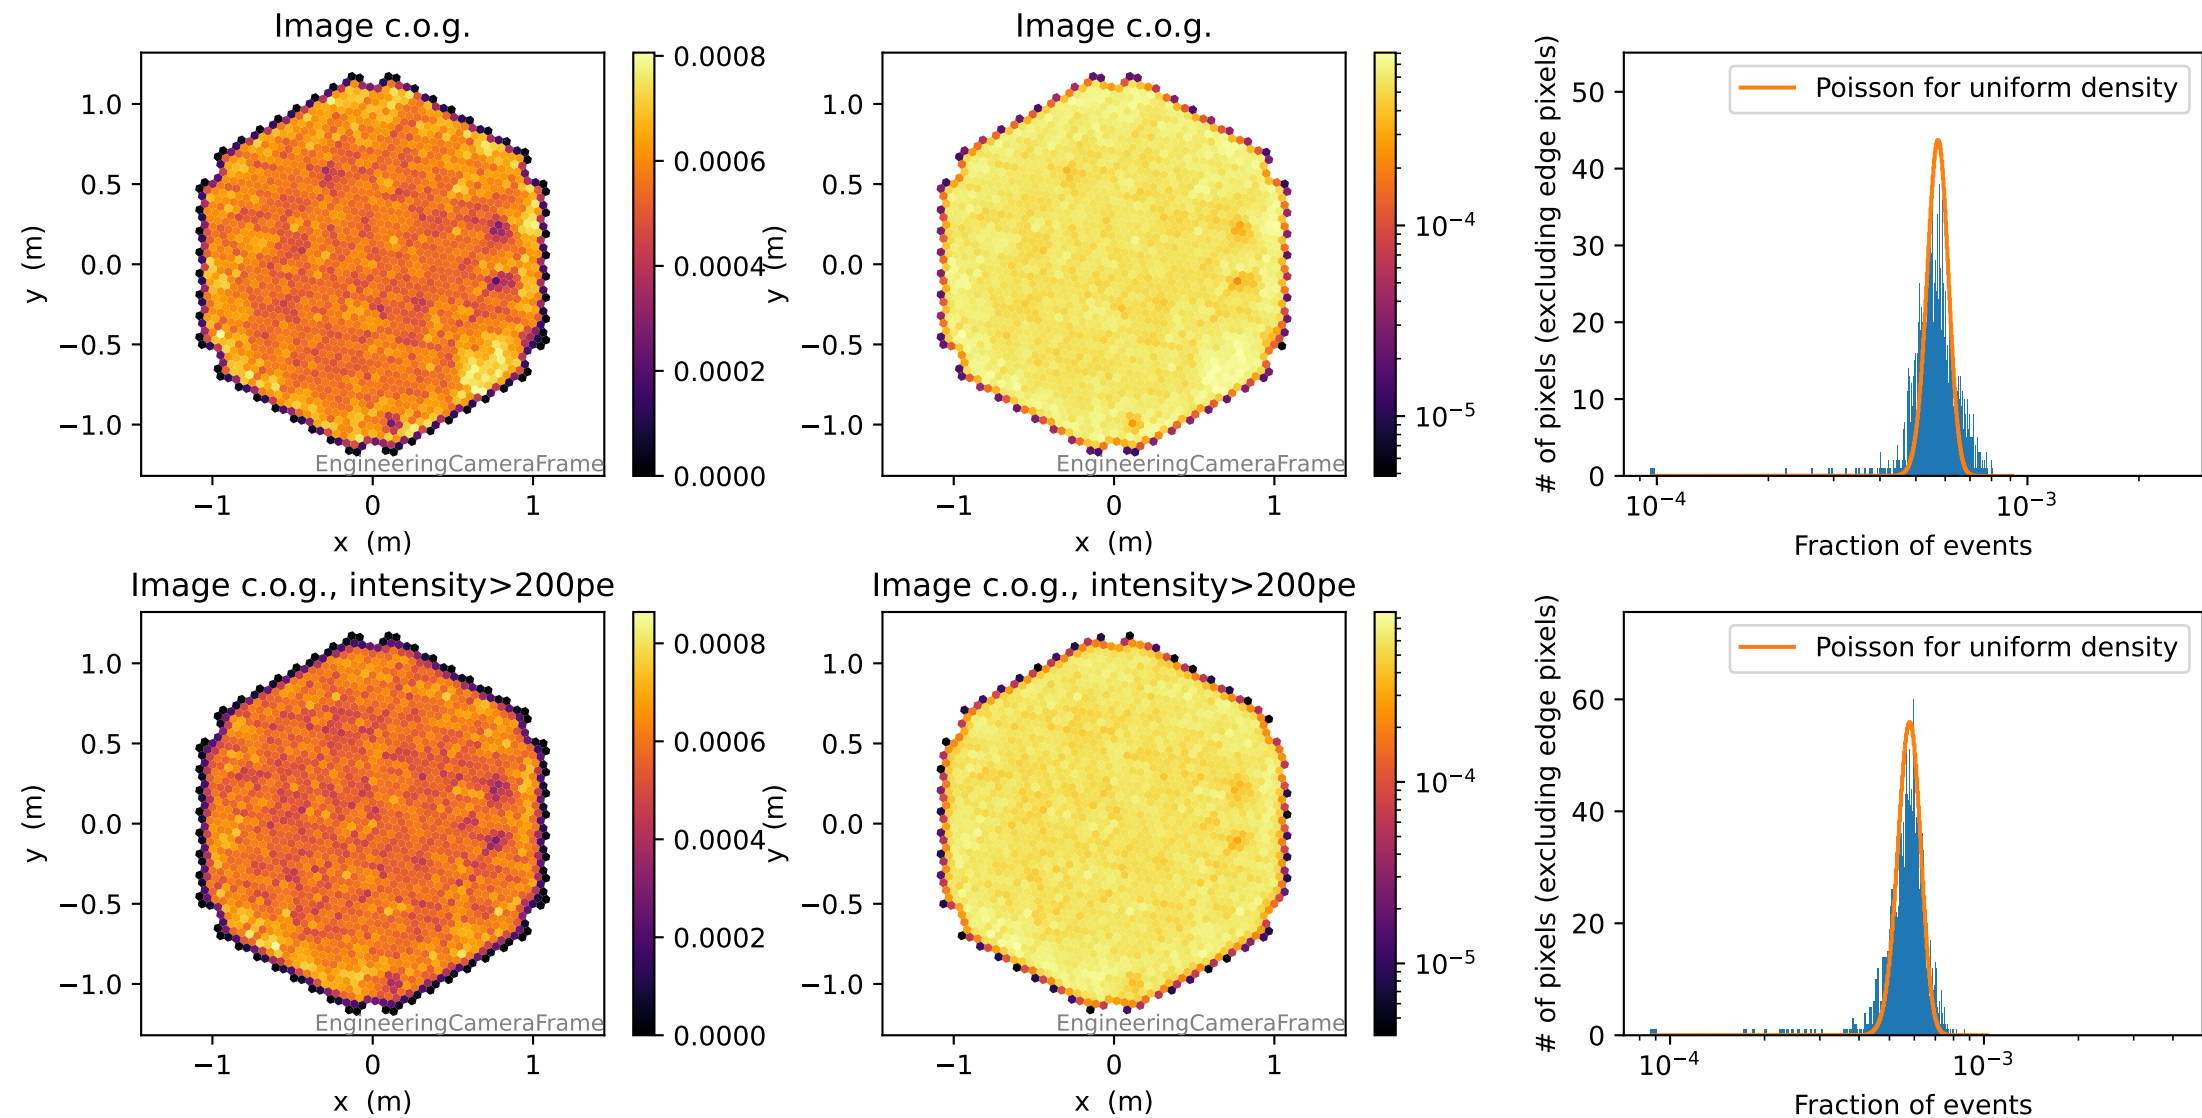 Image c.o.g.
y (m)
1.0
0.5
0.0
−0.5
−1.0
−1
0
1
x (m)
EngineeringCameraFrame
0.0008
0.0006
0.0004
0.0002
0.0000
Image c.o.g.
y (m)
1.0
0.5
0.0
−0.5
−1.0
−1
0
1
x (m)
EngineeringCameraFrame
10−4
10−5
# of pixels (excluding edge pixels)
50
40
30
20
10
0
Poisson for uniform density
10−4
10−3
Fraction of events
Image c.o.g., intensity>200pe
y (m)
1.0
0.5
0.0
−0.5
−1.0
−1
0
1
x (m)
EngineeringCameraFrame
0.0008
0.0006
0.0004
0.0002
0.0000
Image c.o.g., intensity>200pe
y (m)
1.0
0.5
0.0
−0.5
−1.0
−1
0
1
x (m)
EngineeringCameraFrame
10−4
10−5
# of pixels (excluding edge pixels)
60
40
20
0
Poisson for uniform density
10−4
10−3
Fraction of events